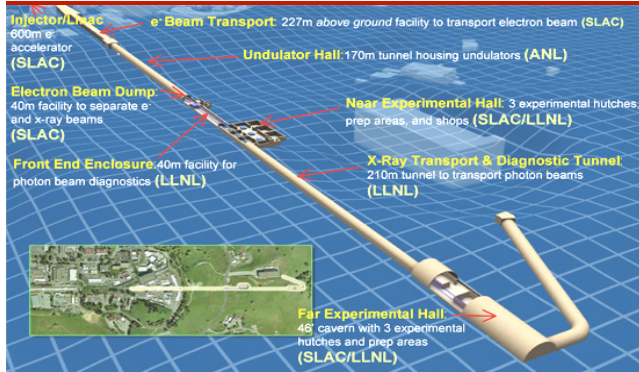 Injector/Linac
600m e-
accelerator
(SLAC)
e- Beam Transport: 227m above ground facility to transport electron beam (SLAC)
Undulator Hall: 170m tunnel housing undulators (ANL)
Electron Beam Dump:
40m facility to separate e-
and x-ray beams
(SLAC)
Near Experimental Hall: 3 experimental hutches,
prep areas, and shops (SLAC/LLNL)
Front End Enclosure: 40m facility for
photon beam diagnostics (LLNL)
X-Ray Transport & Diagnostic Tunnel:
210m tunnel to transport photon beams
(LLNL)
Far Experimental Hall:
46' cavern with 3 experimental
hutches and prep areas
(SLAC/LLNL)